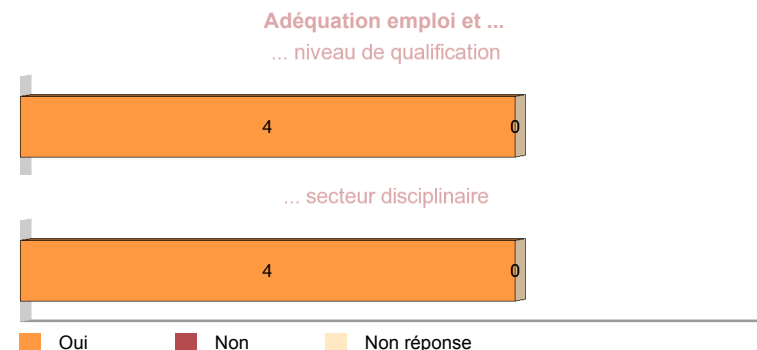 Adéquation emploi et ...
... niveau de qualification
4 0
... secteur disciplinaire
4 0
Oui Non Non réponse